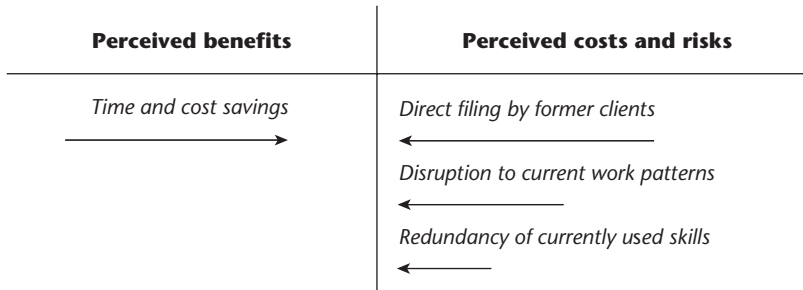 Perceived benefits
Perceived costs and risks
Time and cost savings
Direct filing by former clients
Disruption to current work patterns
Redundancy of currently used skills